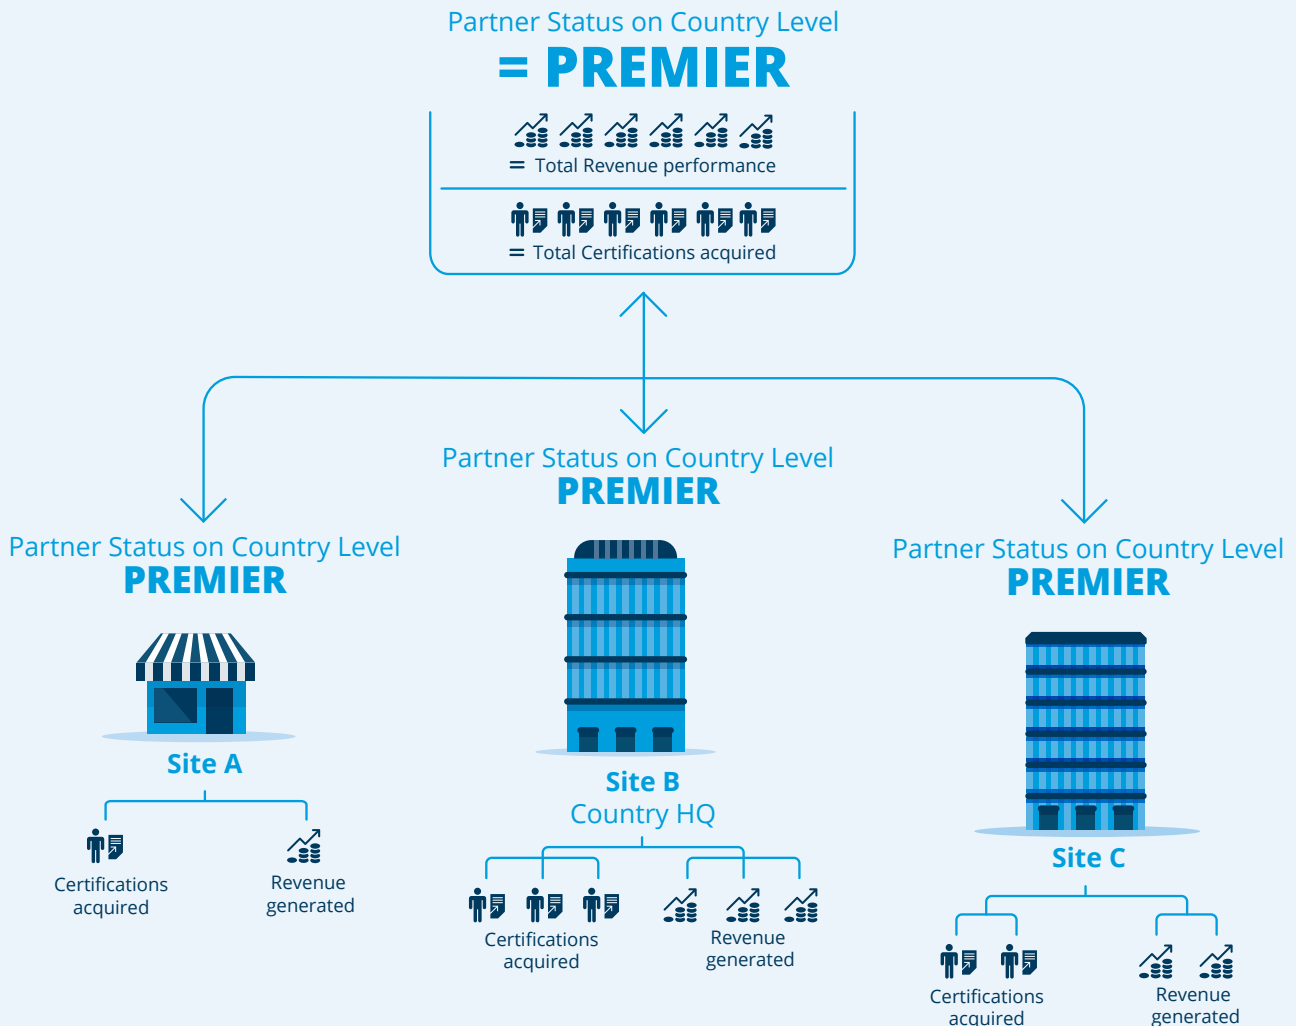 Partner Status on Country Level
= PREMIER
= Total Revenue performance
= Total Certifications acquired
Partner Status on Country Level
PREMIER
Partner Status on Country Level
PREMIER
Partner Status on Country Level
PREMIER
Site A
Certifications
acquired
Revenue
generated
Site B
Country HQ
Certifications
acquired
Revenue
generated
Site C
Certifications
acquired
Revenue
generated